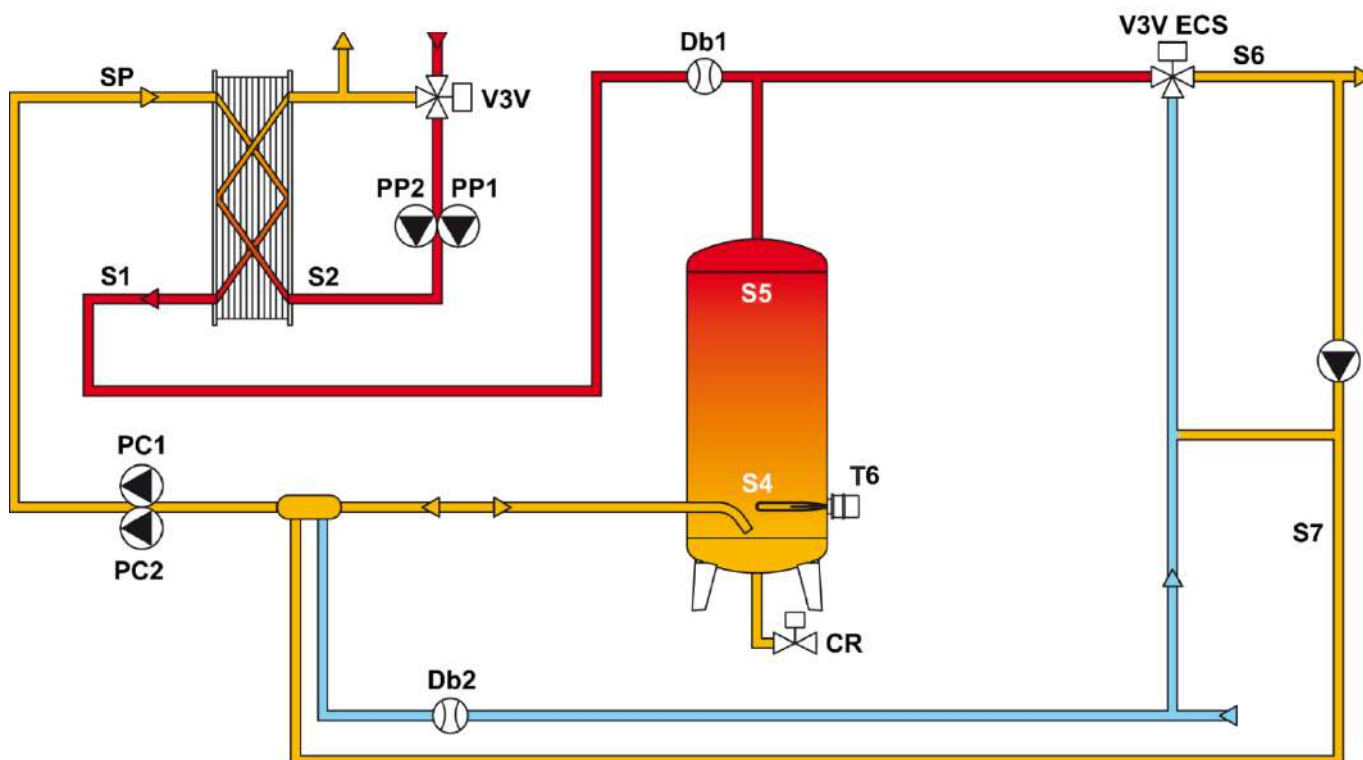 V3V ECS
Db1
S6
SP
V3V
PP2 PP1
S1
S2
S5
PC1
S4
T6
S7
PC2
CR
Db2